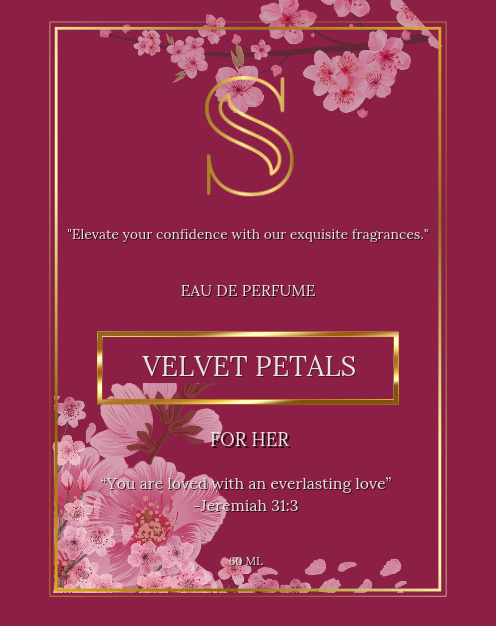 S
"Elevate your confidence with our exquisite fragrances."
EAU DE PERFUME
VELVET PETALS
FOR HER
“You are loved with an everlasting love”
-Jeremiah 31:3
60 ML